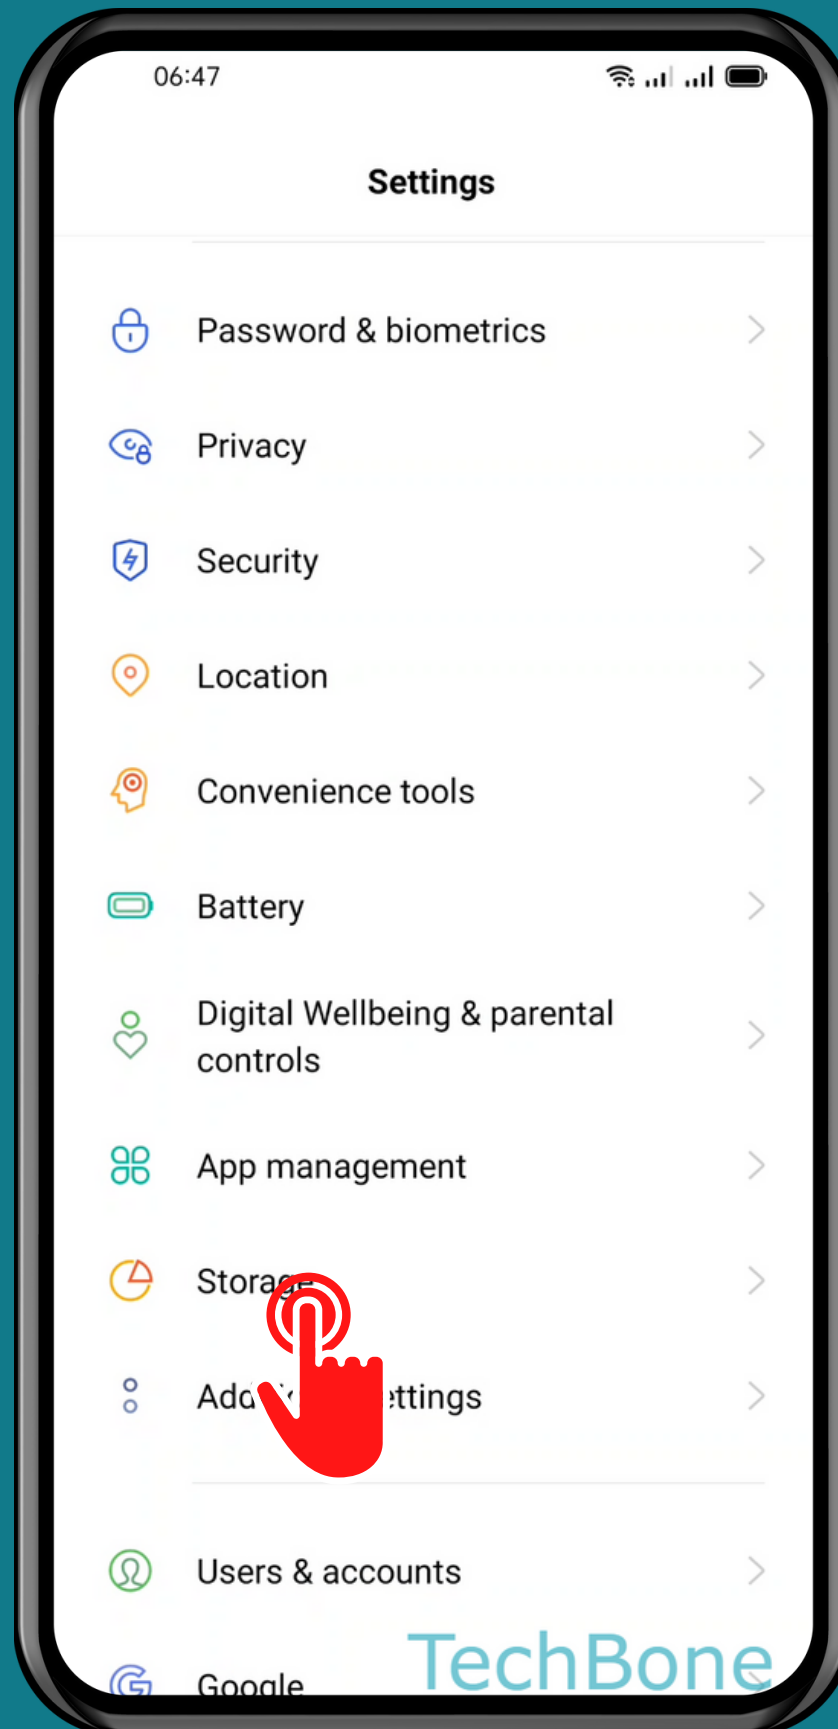 06:47
Settings
Password & biometrics
Privacy
Security
Location
Convenience tools
Battery
Digital Wellbeing & parental
controls
App management
Storage
Users & accounts
Google
TechBone